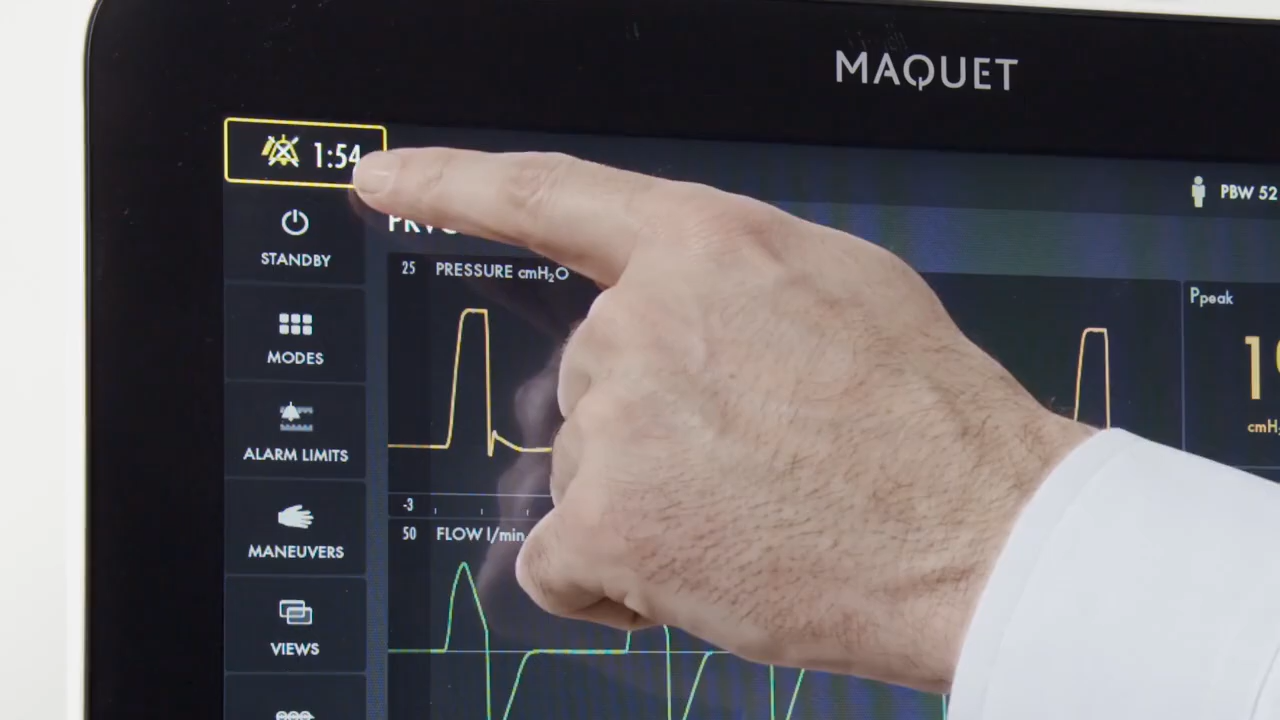 MAQUET
1:54
PBW 52
STANDBY
25 PRESSURE cmH₂O
Ppeak
MODES
ALARM LIMITS
-3
50 FLOW l/min
MANEUVERS
VIEWS